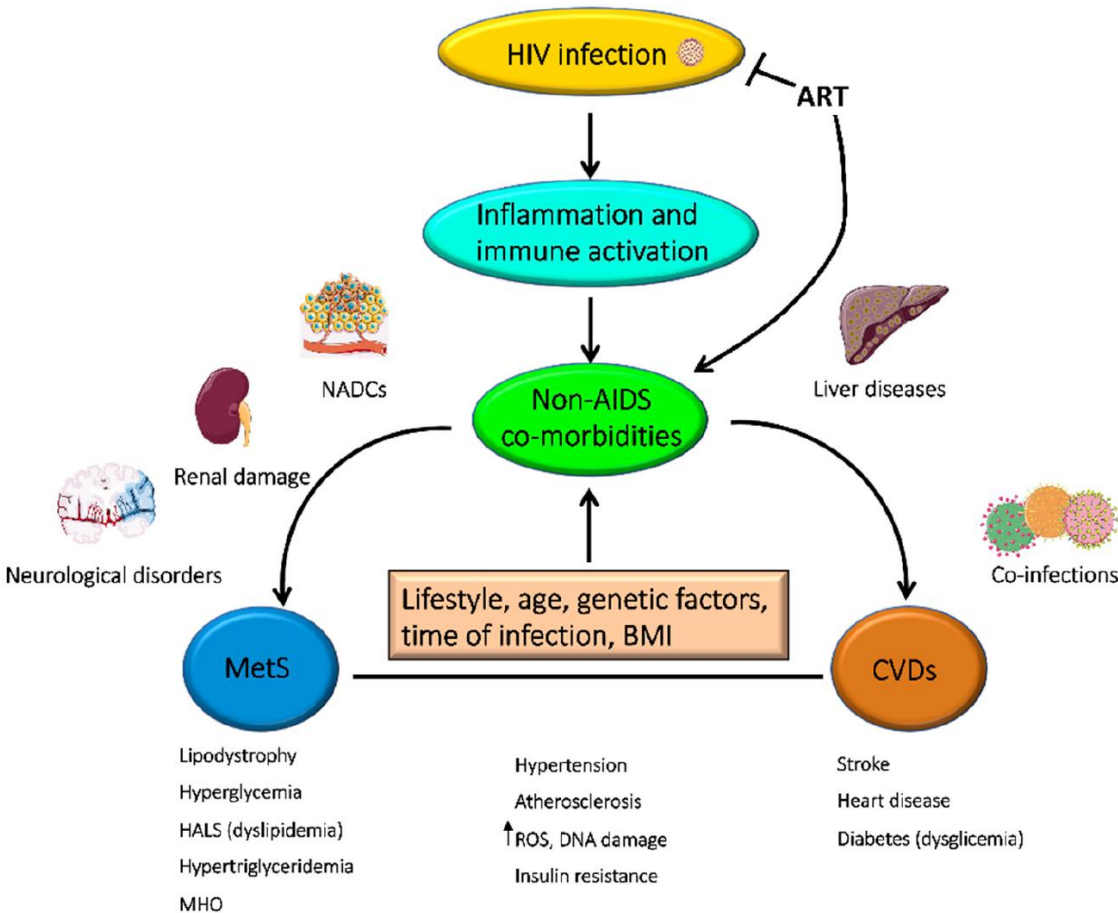 HIV infection
ART
Inflammation and
immune activation
NADCs
Liver diseases
Non-AIDS
co-morbidities
Renal damage
Neurological disorders
Co-infections
Lifestyle, age, genetic factors,
time of infection, BMI
MetS
CVDs
Lipodystrophy
Hyperglycemia
HALS (dyslipidemia)
Hypertriglyceridemia
MHO
Hypertension
Atherosclerosis
↑ROS, DNA damage
Insulin resistance
Stroke
Heart disease
Diabetes (dysglicemia)